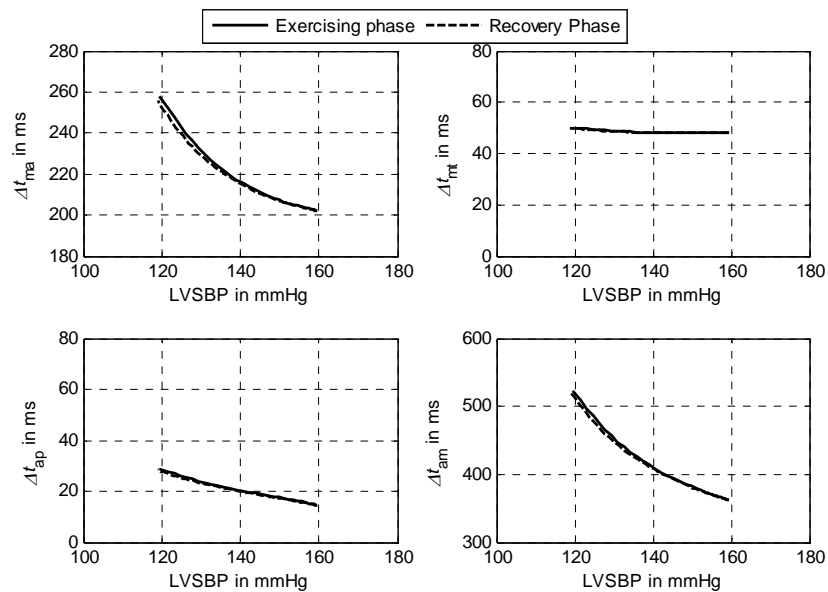 Exercising phase Recovery Phase
260
240
220
200
180
100 120 140 160 180
Δt_ma in ms
LVSBP in mmHg
80
60
40
20
0
100 120 140 160 180
Δt_mt in ms
LVSBP in mmHg
80
60
40
20
0
100 120 140 160 180
Δt_ap in ms
LVSBP in mmHg
600
500
400
300
100 120 140 160 180
Δt_am in ms
LVSBP in mmHg